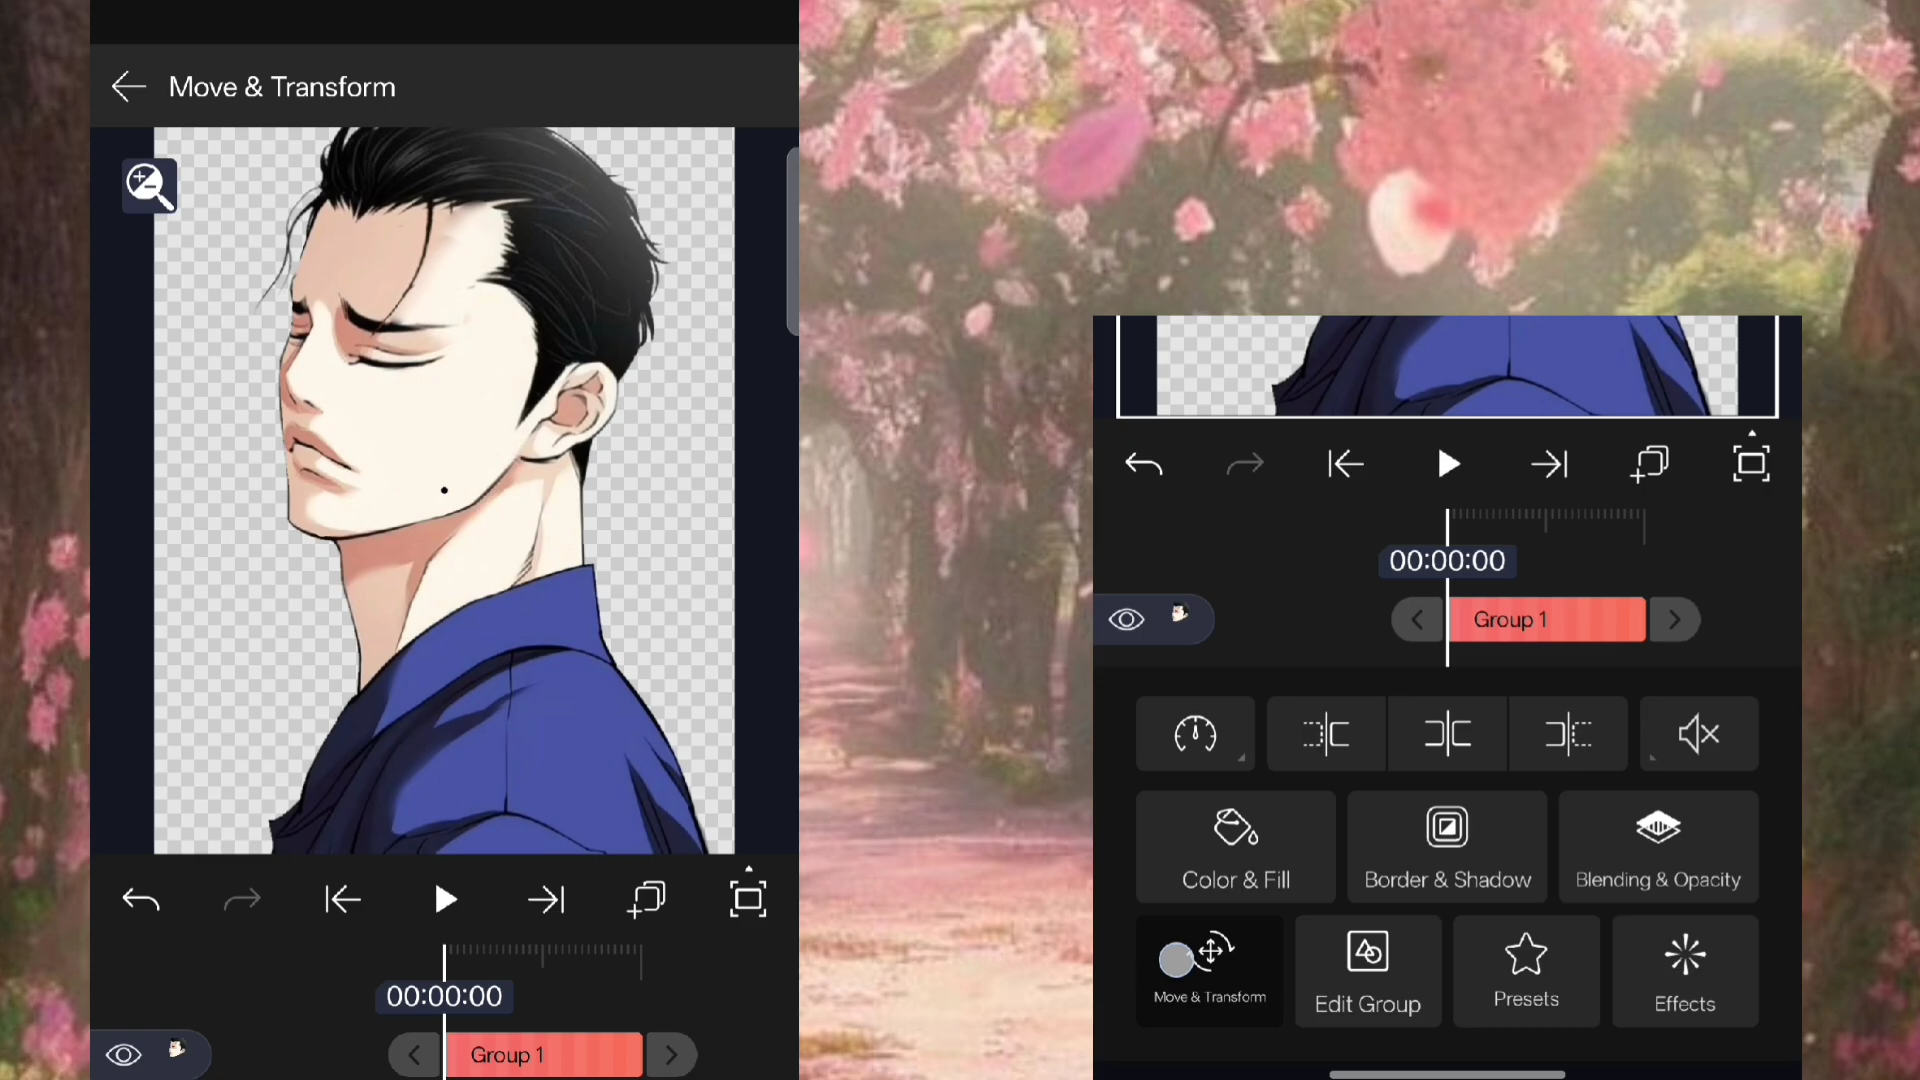 Move & Transform
00:00:00
Group 1
00:00:00
Group 1
Color & Fill
Border & Shadow
Blending & Opacity
Move & Transform
Edit Group
Presets
Effects